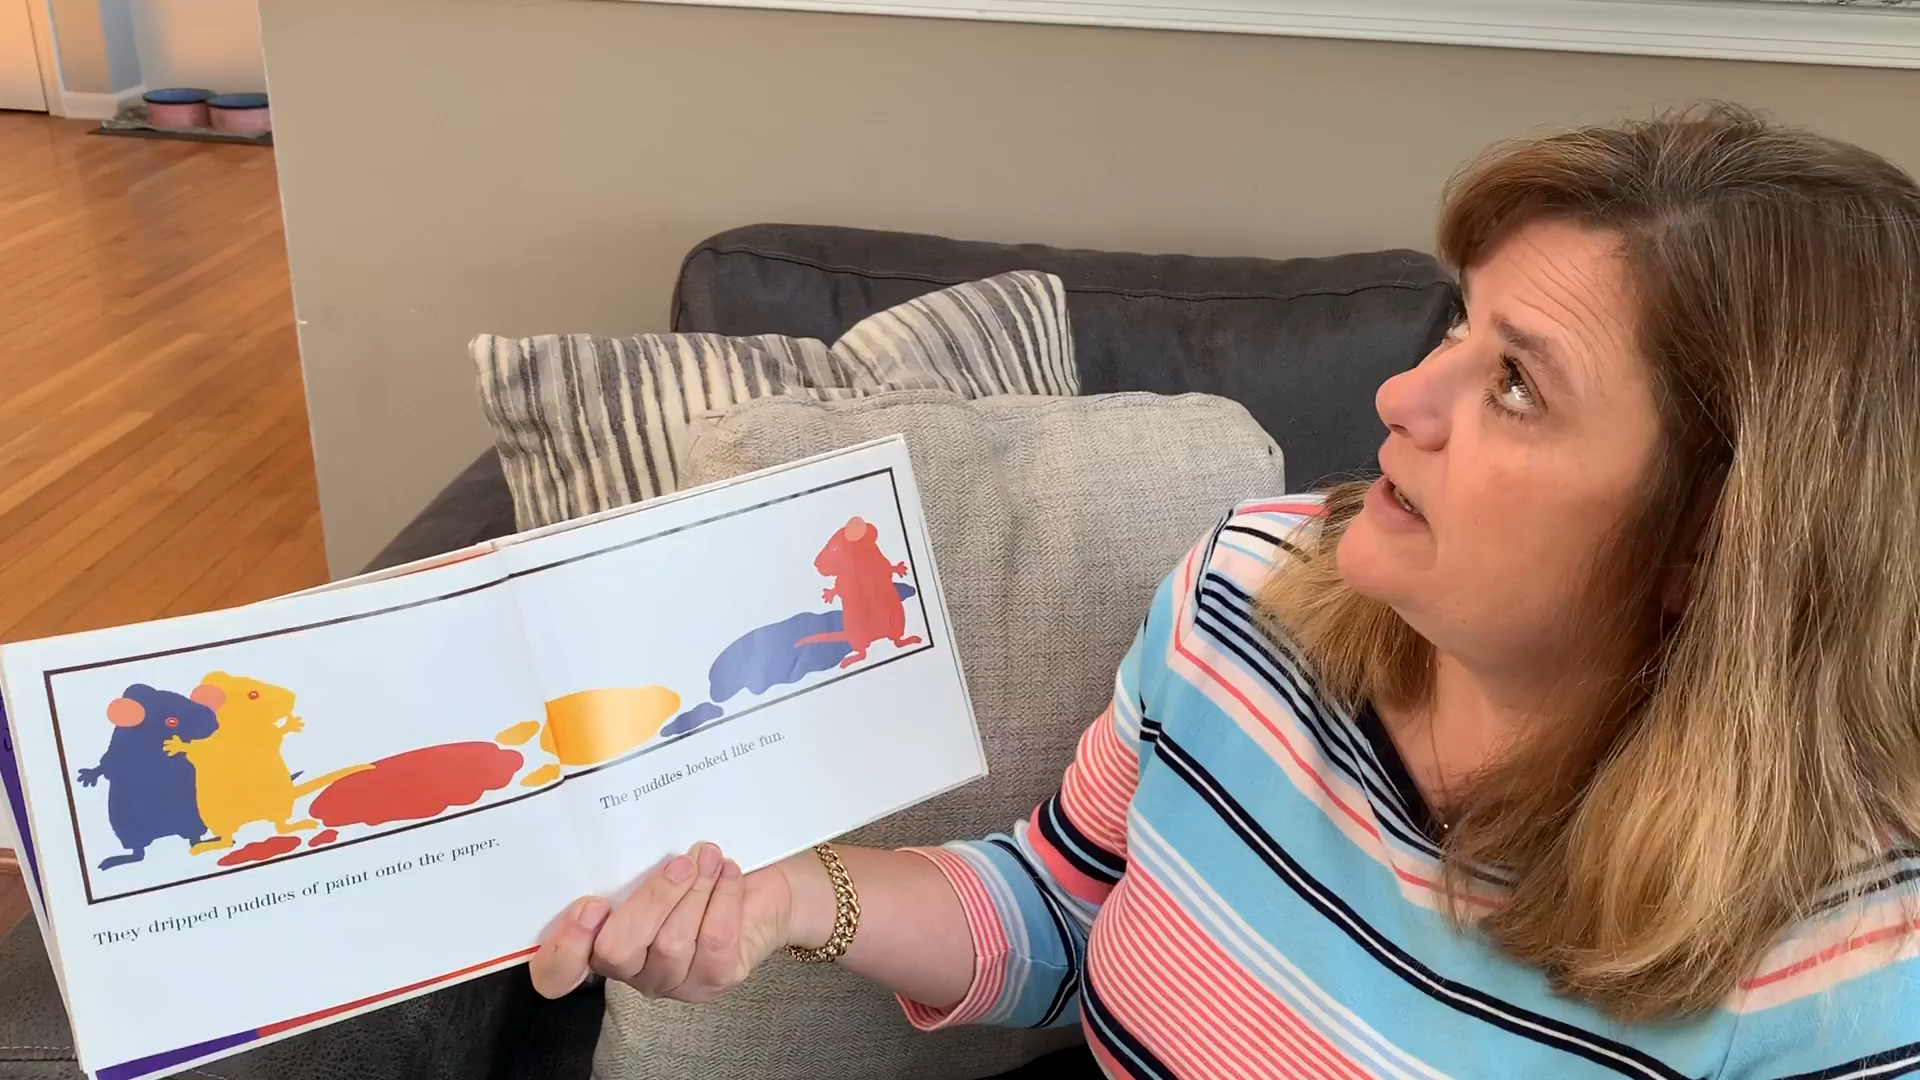 They dripped puddles of paint onto the paper.
The puddles looked like fun.